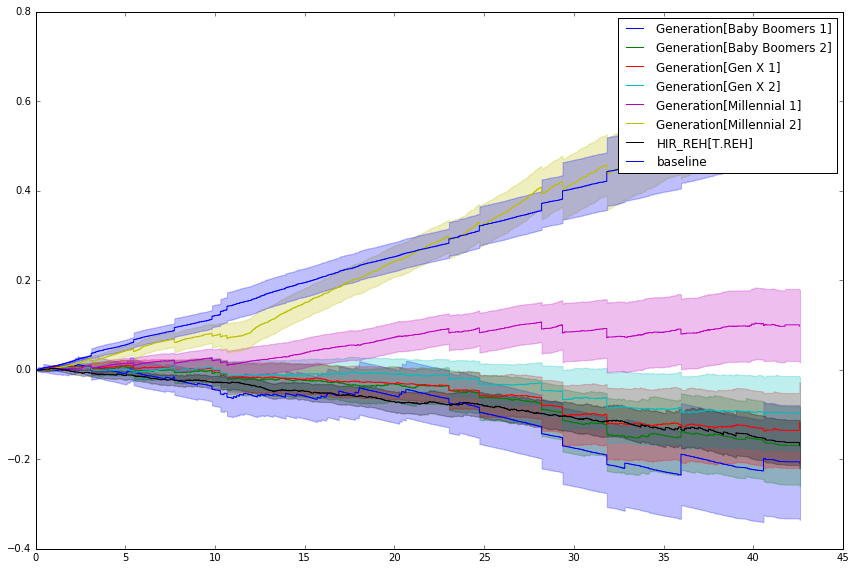 0.8
0.6
0.4
0.2
0.0
−0.2
−0.4
0
5
10
15
20
25
30
35
40
45
Generation[Baby Boomers 1]
Generation[Baby Boomers 2]
Generation[Gen X 1]
Generation[Gen X 2]
Generation[Millennial 1]
Generation[Millennial 2]
HIR_REH[T.REH]
baseline